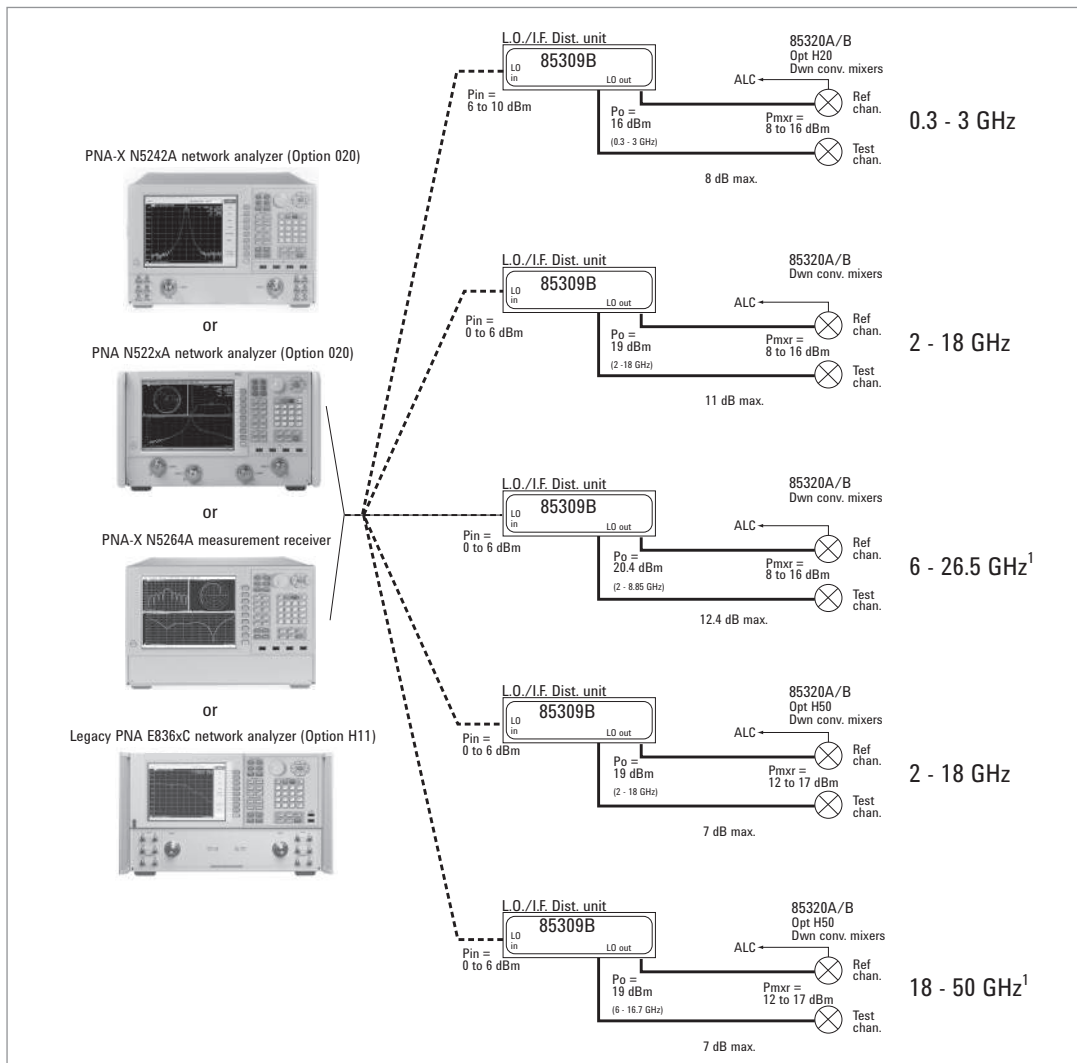 PNA-X N5242A network analyzer (Option 020)
or
PNA N522xA network analyzer (Option 020)
or
PNA-X N5264A measurement receiver
or
Legacy PNA E836xC network analyzer (Option H11)
L.O./I.F. Dist. unit
85309B
LO
in
LO out
Pin =
6 to 10 dBm
Po =
16 dBm
(0.3 - 3 GHz)
8 dB max.
85320A/B
Opt H20
Dwn conv. mixers
ALC
Ref
chan.
Pmxr =
8 to 16 dBm
Test
chan.
0.3 - 3 GHz
L.O./I.F. Dist. unit
85309B
LO
in
LO out
Pin =
0 to 6 dBm
Po =
19 dBm
(2 -18 GHz)
11 dB max.
85320A/B
Dwn conv. mixers
ALC
Ref
chan.
Pmxr =
8 to 16 dBm
Test
chan.
2 - 18 GHz
L.O./I.F. Dist. unit
85309B
LO
in
LO out
Pin =
0 to 6 dBm
Po =
20.4 dBm
(2 - 8.85 GHz)
12.4 dB max.
85320A/B
Dwn conv. mixers
ALC
Ref
chan.
Pmxr =
8 to 16 dBm
Test
chan.
6 - 26.5 GHz¹
L.O./I.F. Dist. unit
85309B
LO
in
LO out
Pin =
0 to 6 dBm
Po =
19 dBm
(2 - 18 GHz)
7 dB max.
85320A/B
Opt H50
Dwn conv. mixers
ALC
Ref
chan.
Pmxr =
12 to 17 dBm
Test
chan.
2 - 18 GHz
L.O./I.F. Dist. unit
85309B
LO
in
LO out
Pin =
0 to 6 dBm
Po =
19 dBm
(6 - 16.7 GHz)
7 dB max.
85320A/B
Opt H50
Dwn conv. mixers
ALC
Ref
chan.
Pmxr =
12 to 17 dBm
Test
chan.
18 - 50 GHz¹